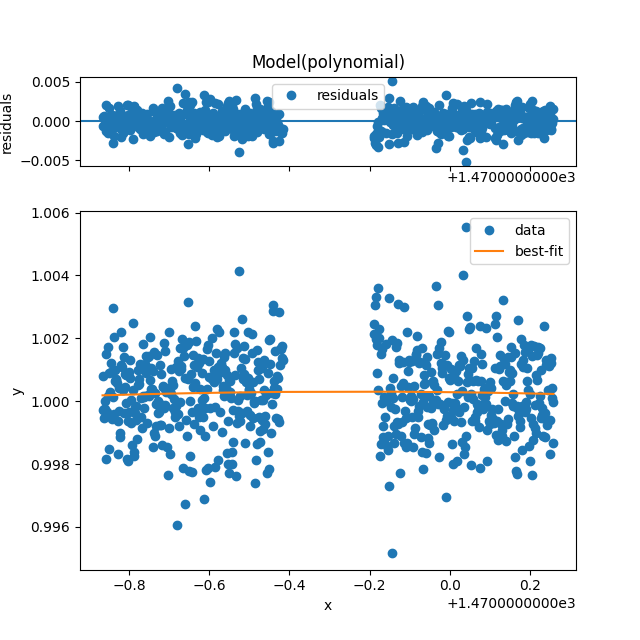 Model(polynomial)
0.005
0.000
−0.005
residuals
residuals
+1.4700000000e3
1.006
1.004
1.002
1.000
0.998
0.996
y
data
best-fit
−0.8
−0.6
−0.4
−0.2
0.0
0.2
x
+1.4700000000e3